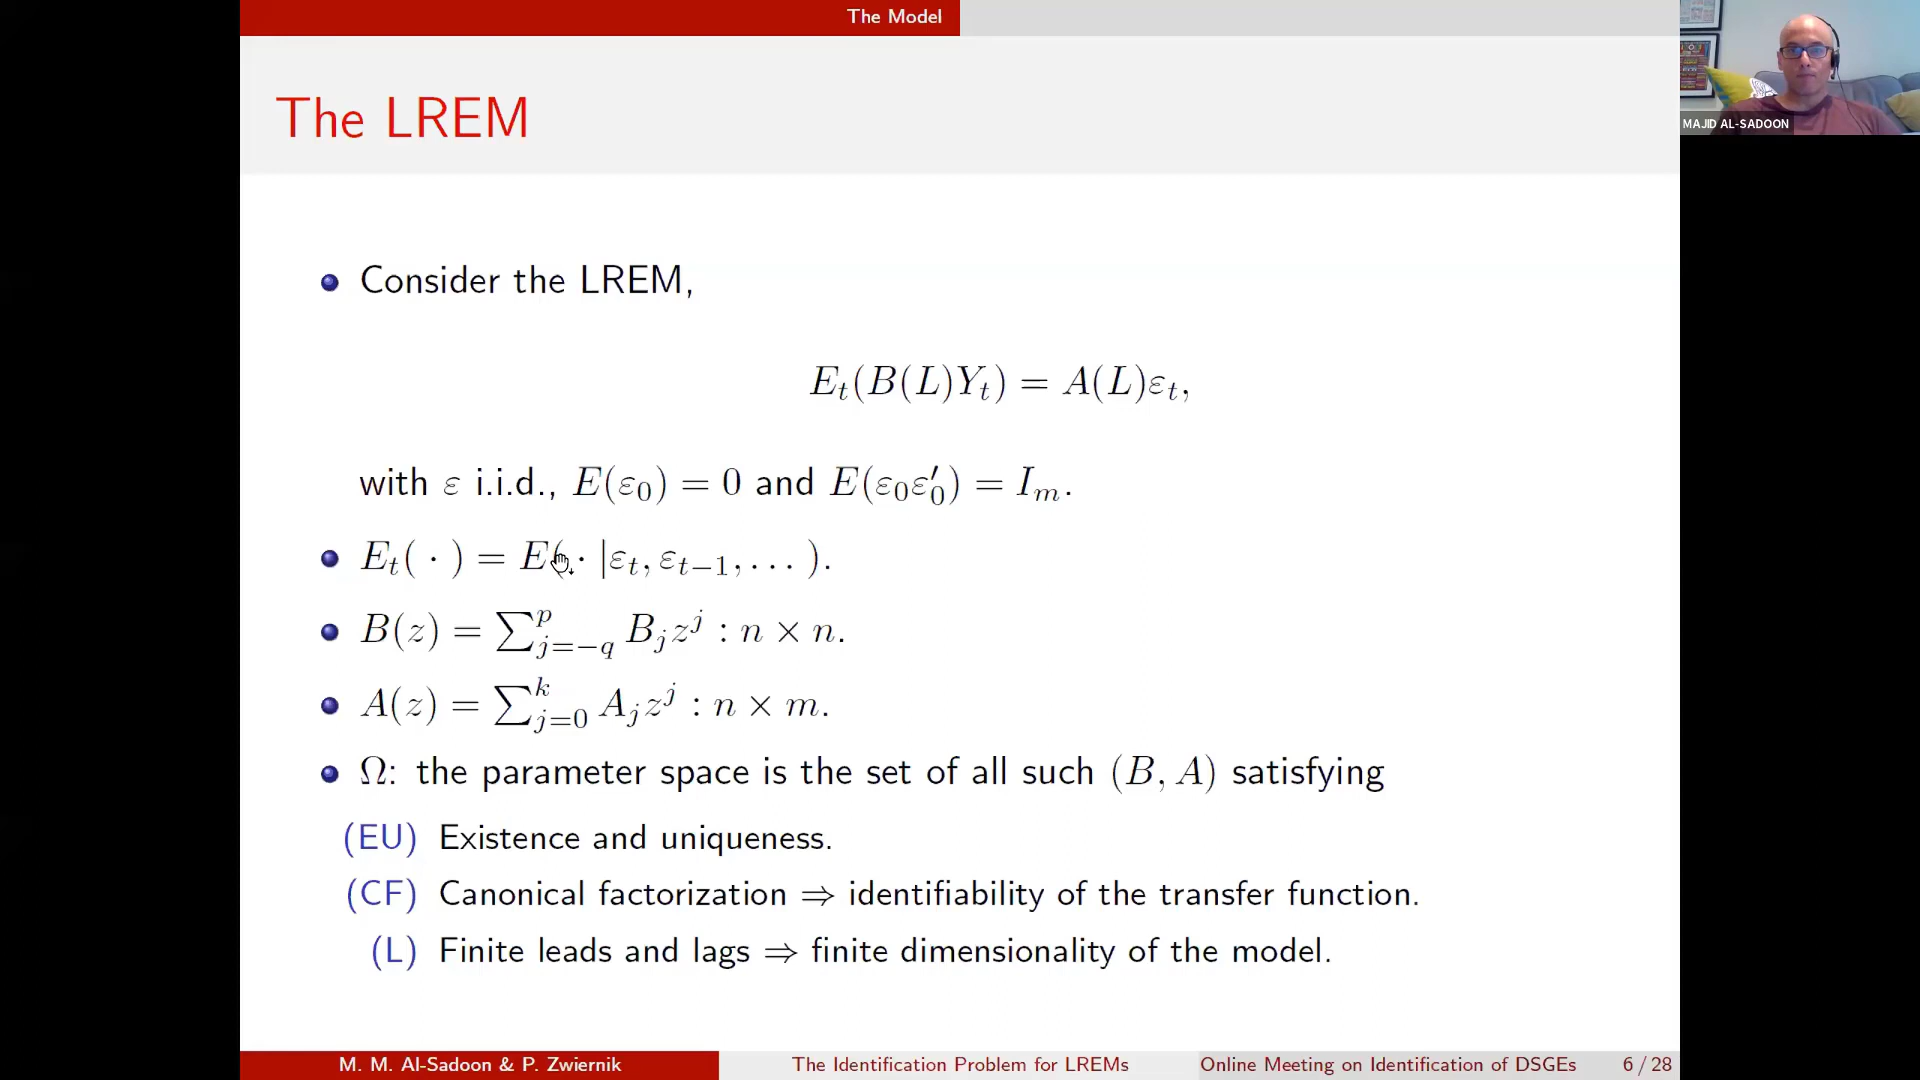 The Model
The LREM
MAJID AL-SADOON
Consider the LREM,
E_t(B(L)Y_t) = A(L)ε_t,
with ε i.i.d., E(ε_0) = 0 and E(ε_0ε′_0) = I_m.
E_t( · ) = E( · |ε_t, ε_{t−1}, . . . ).
B(z) = ∑_{j=−q}^{p} B_j z^j : n × n.
A(z) = ∑_{j=0}^{k} A_j z^j : n × m.
Ω: the parameter space is the set of all such (B, A) satisfying
(EU) Existence and uniqueness.
(CF) Canonical factorization ⇒ identifiability of the transfer function.
(L) Finite leads and lags ⇒ finite dimensionality of the model.
M. M. Al-Sadoon & P. Zwiernik The Identification Problem for LREMs Online Meeting on Identification of DSGEs 6 / 28